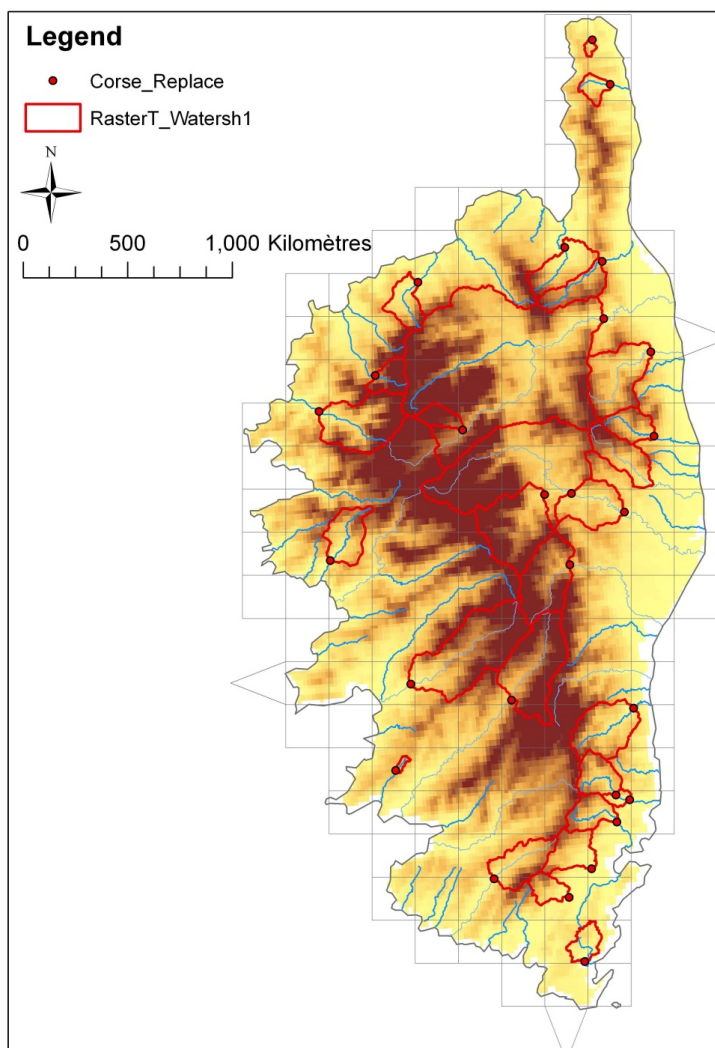 Legend
Corse_Replace
RasterT_Watersh1
N
0 500 1,000 Kilomètres